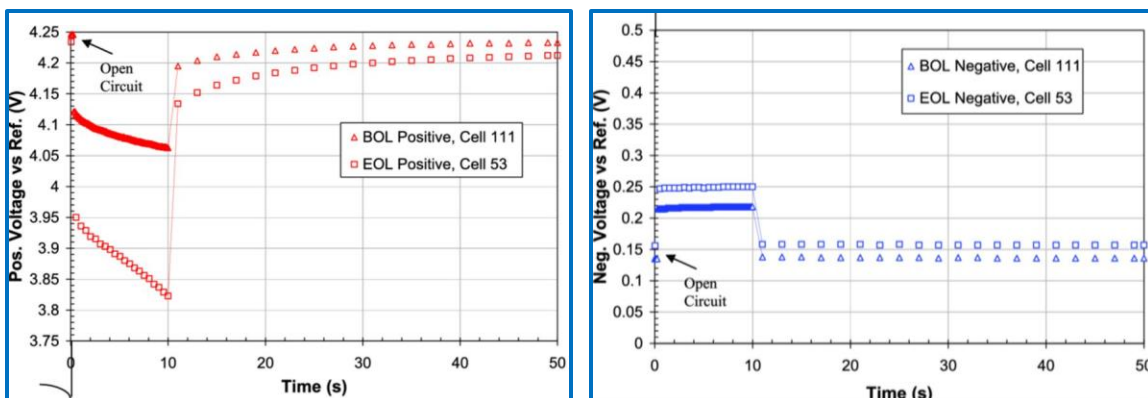 Pos. Voltage vs Ref. (V)
4.25
4.2
4.15
4.1
4.05
4
3.95
3.9
3.85
3.8
3.75
Open
Circuit
BOL Positive, Cell 111
EOL Positive, Cell 53
0 10 20 30 40 50
Time (s)
Neg. Voltage vs Ref. (V)
0.5
0.45
0.4
0.35
0.3
0.25
0.2
0.15
0.1
0.05
0
BOL Negative, Cell 111
EOL Negative, Cell 53
Open
Circuit
0 10 20 30 40 50
Time (s)